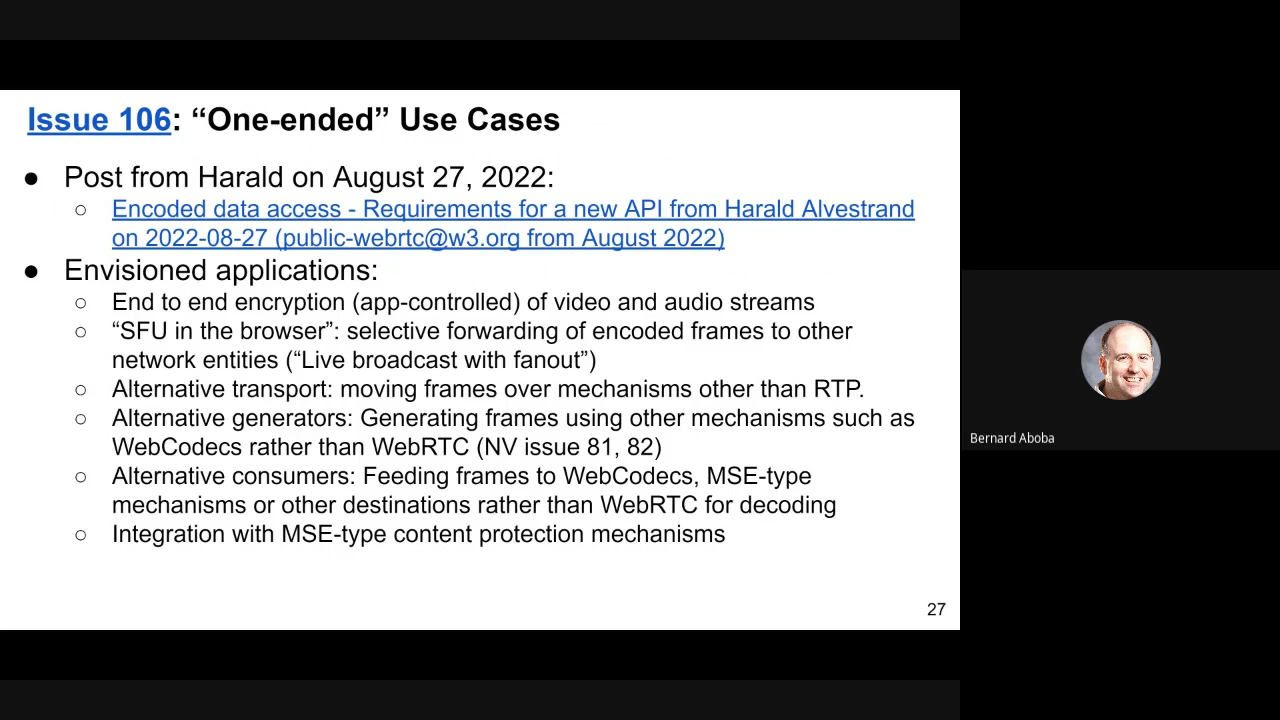 Issue 106: “One-ended” Use Cases
● Post from Harald on August 27, 2022:
○ Encoded data access - Requirements for a new API from Harald Alvestrand
on 2022-08-27 (public-webrtc@w3.org from August 2022)
● Envisioned applications:
○ End to end encryption (app-controlled) of video and audio streams
○ “SFU in the browser”: selective forwarding of encoded frames to other
network entities (“Live broadcast with fanout”)
○ Alternative transport: moving frames over mechanisms other than RTP.
○ Alternative generators: Generating frames using other mechanisms such as
WebCodecs rather than WebRTC (NV issue 81, 82)
○ Alternative consumers: Feeding frames to WebCodecs, MSE-type
mechanisms or other destinations rather than WebRTC for decoding
○ Integration with MSE-type content protection mechanisms
27
Bernard Aboba